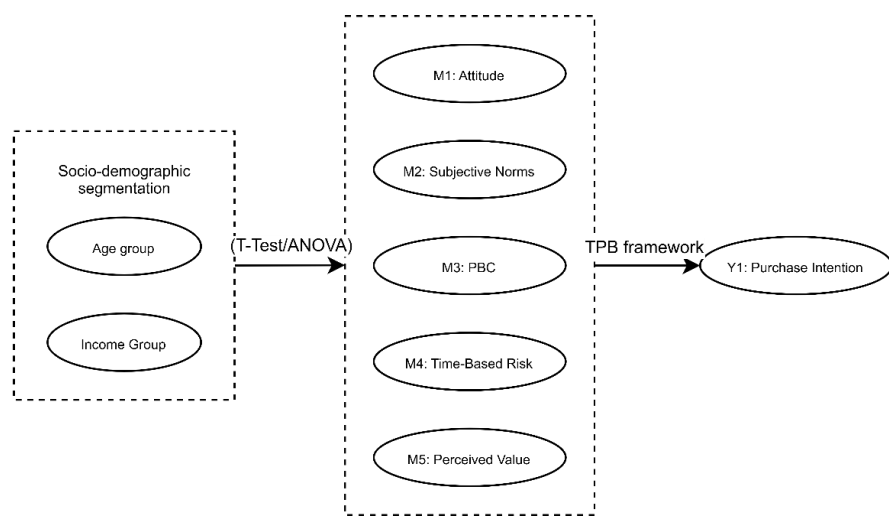 Socio-demographic
segmentation
Age group
Income Group
(T-Test/ANOVA)
M1: Attitude
M2: Subjective Norms
M3: PBC
M4: Time-Based Risk
M5: Perceived Value
TPB framework
Y1: Purchase Intention